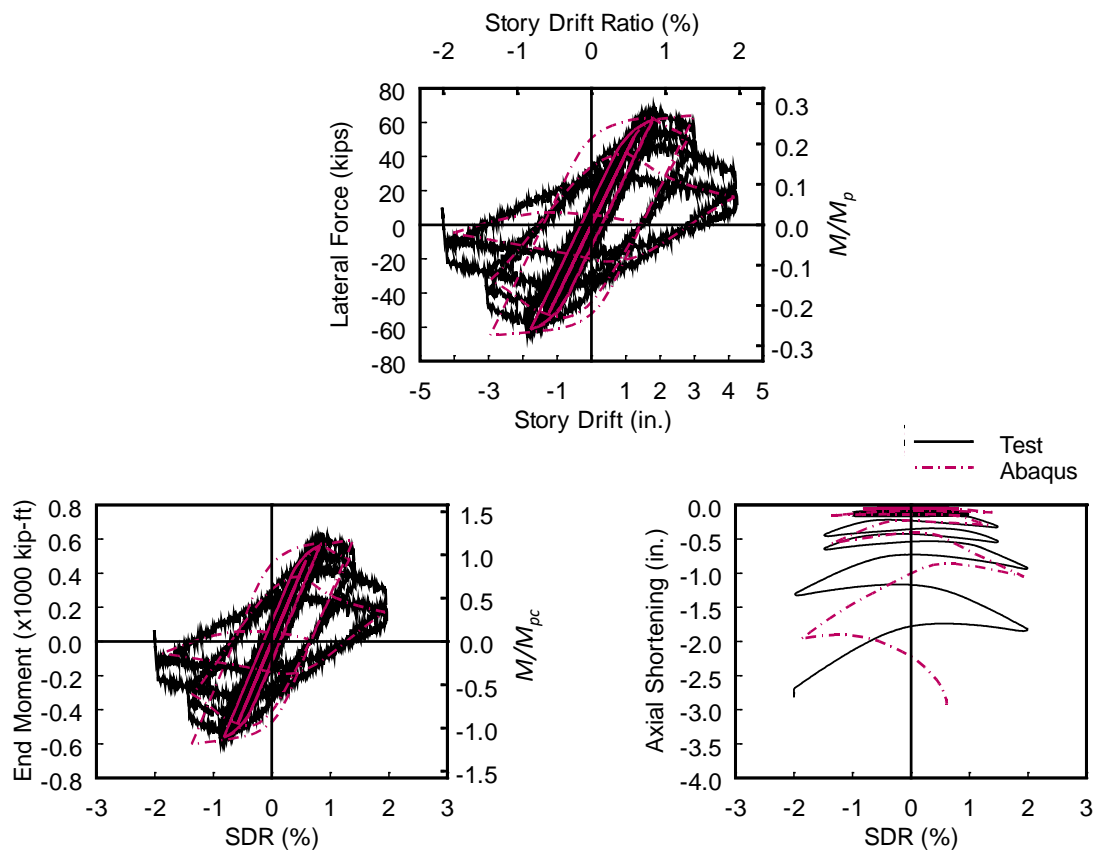 Story Drift Ratio (%)
-2 -1 0 1 2
80
60
40
20
0
-20
-40
-60
-80
Lateral Force (kips)
0.3
0.2
0.1
0.0
-0.1
-0.2
-0.3
M/Mp
-5 -3 -1 1 2 3 4 5
Story Drift (in.)
Test
Abaqus
0.8
0.6
0.4
0.2
0.0
-0.2
-0.4
-0.6
-0.8
End Moment (x1000 kip-ft)
1.5
1.0
0.5
0.0
-0.5
-1.0
-1.5
M/Mpc
-3 -2 -1 0 1 2 3
SDR (%)
0.0
-0.5
-1.0
-1.5
-2.0
-2.5
-3.0
-3.5
-4.0
Axial Shortening (in.)
-3 -2 -1 0 1 2 3
SDR (%)